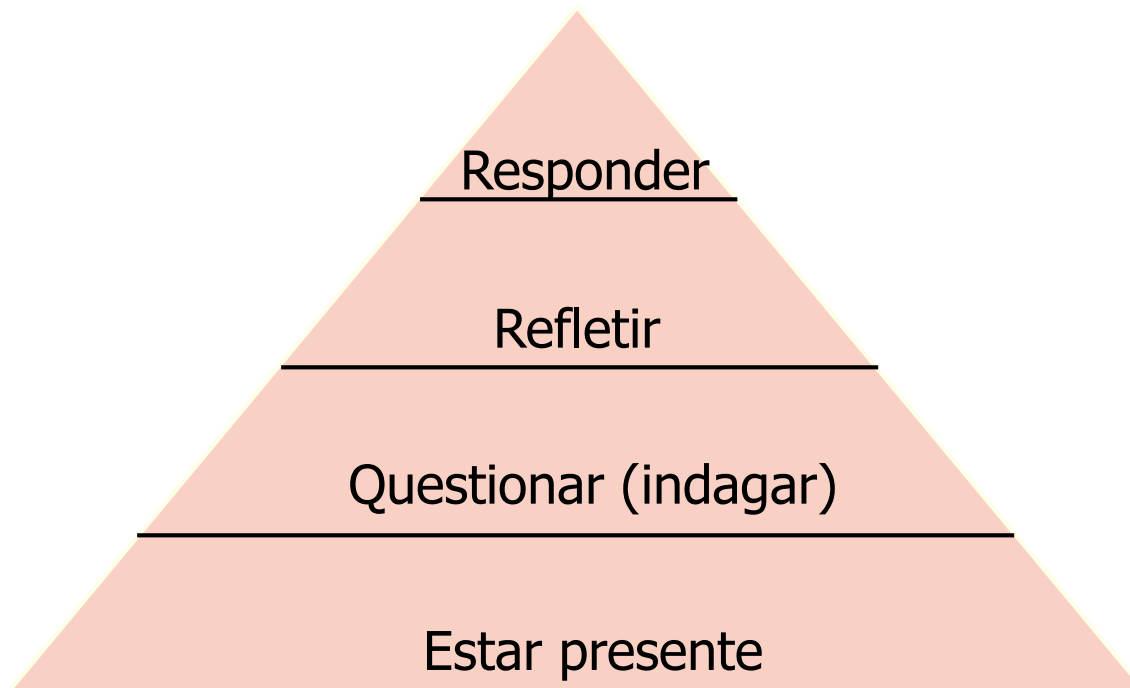 Responder
Refletir
Questionar (indagar)
Estar presente